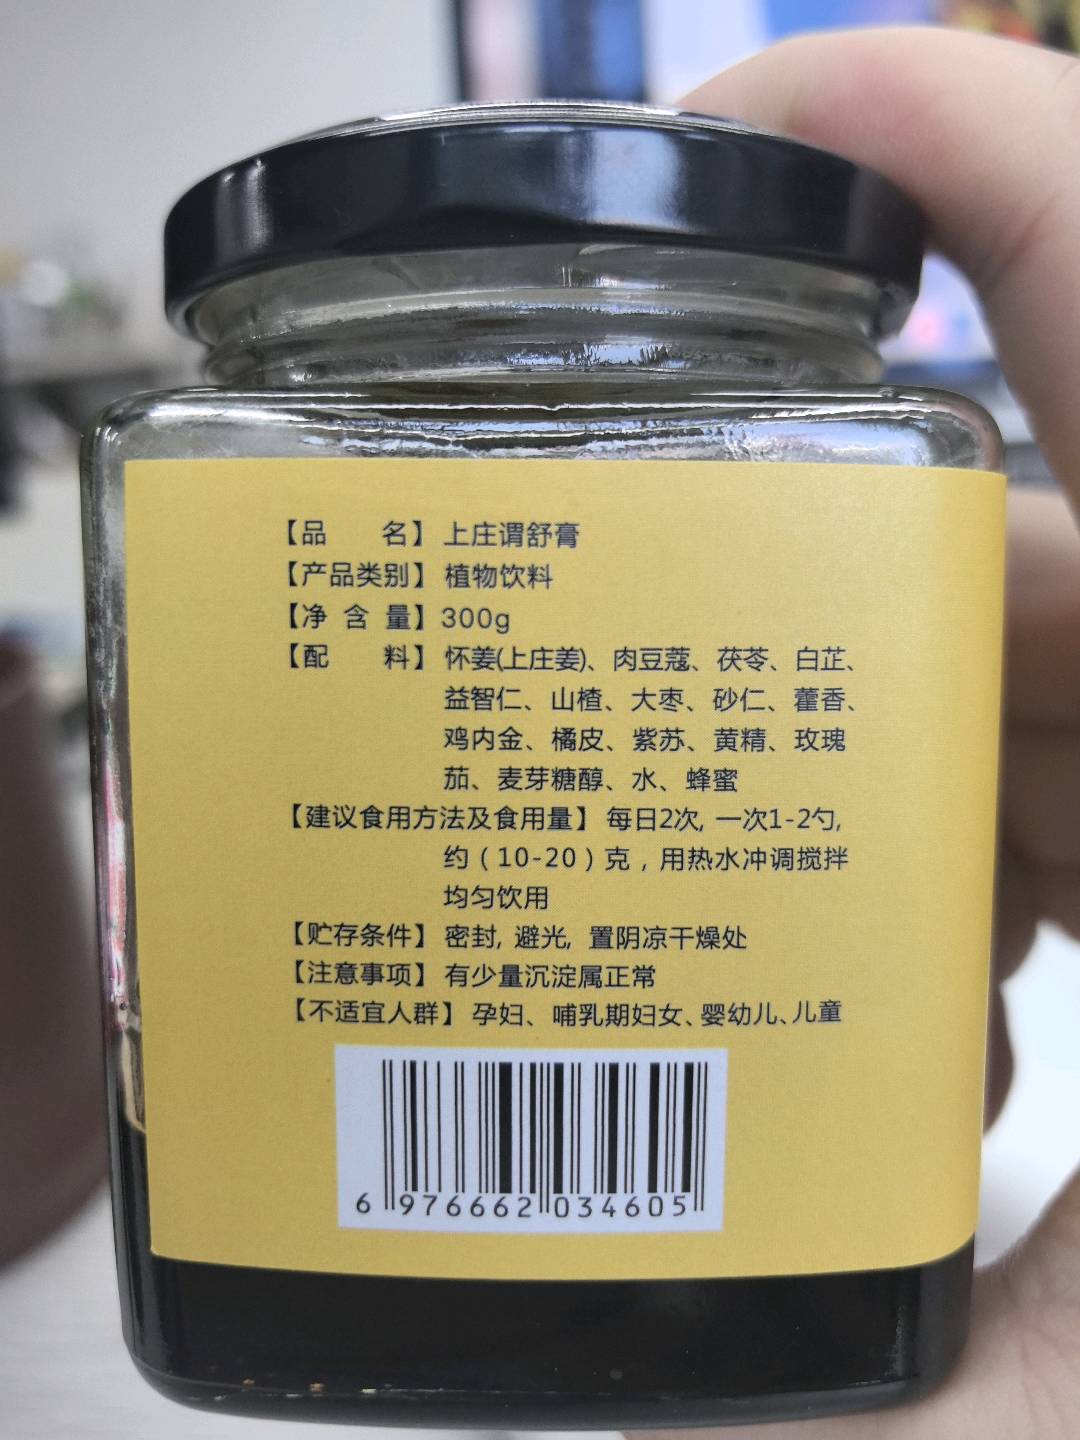 【品 名】上庄谓舒膏
【产品类别】植物饮料
【净 含 量】300g
【配 料】怀姜(上庄姜)、肉豆蔻、茯苓、白芷、
益智仁、山楂、大枣、砂仁、藿香、
鸡内金、橘皮、紫苏、黄精、玫瑰
茄、麦芽糖醇、水、蜂蜜
【建议食用方法及食用量】每日2次, 一次1-2勺,
约(10-20)克,用热水冲调搅拌
均匀饮用
【贮存条件】密封, 避光, 置阴凉干燥处
【注意事项】有少量沉淀属正常
【不适宜人群】孕妇、哺乳期妇女、婴幼儿、儿童
6 976662 034605